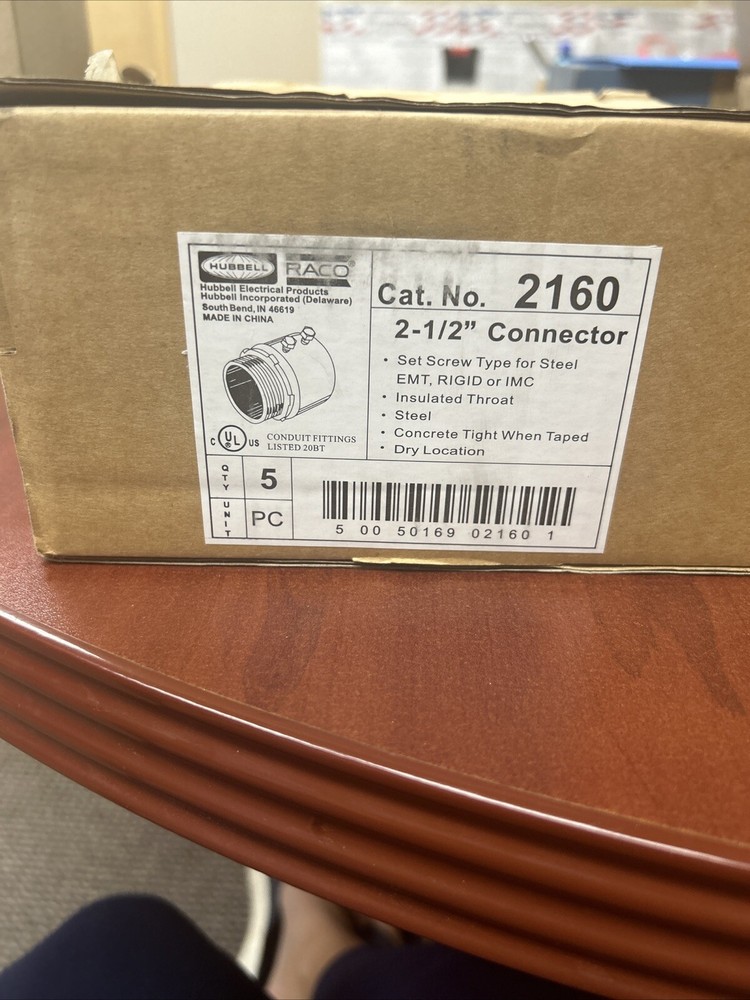 HUBBELL RACO®
Hubbell Electrical Products
Hubbell Incorporated (Delaware)
South Bend, IN 46619
MADE IN CHINA
Cat. No. 2160
2-1/2” Connector
• Set Screw Type for Steel
EMT, RIGID or IMC
• Insulated Throat
• Steel
• Concrete Tight When Taped
• Dry Location
C UL US CONDUIT FITTINGS
LISTED 20BT
QTY 5
UNIT PC
5 00 50169 02160 1